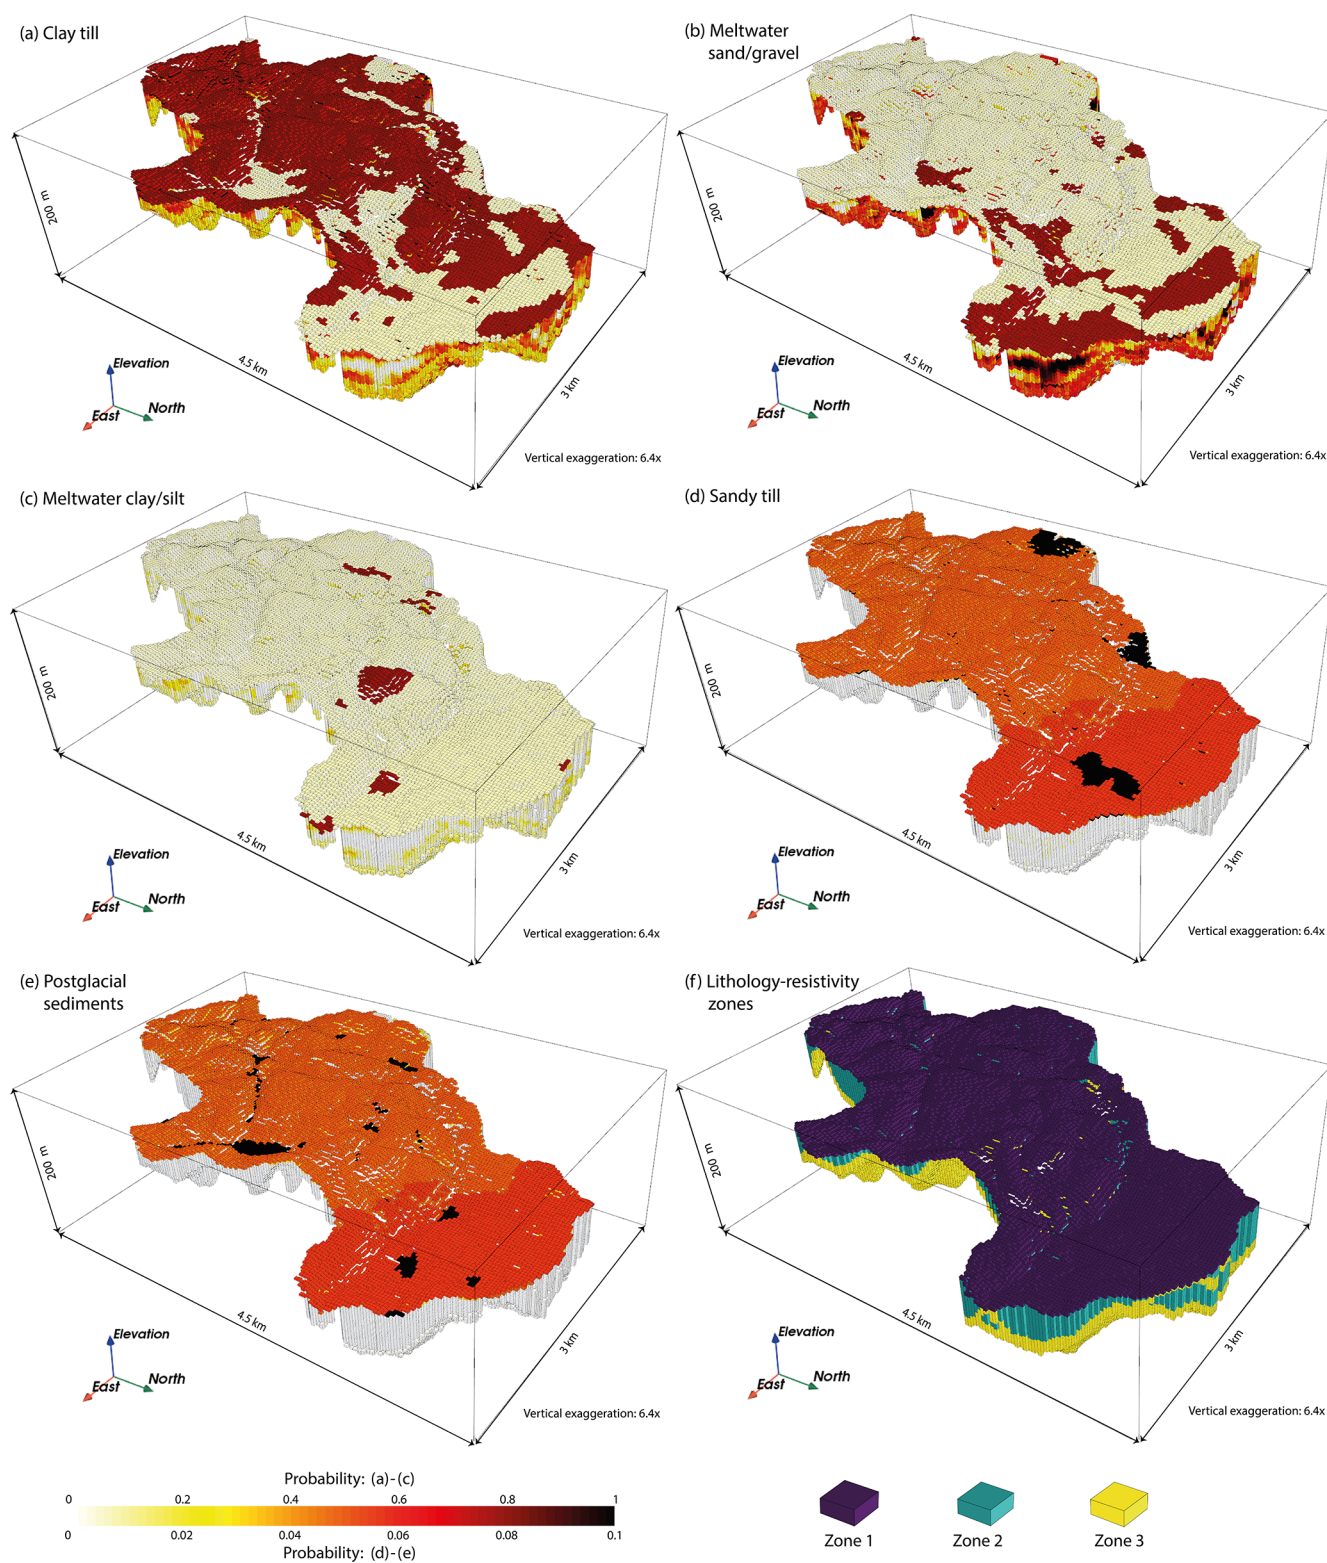 (a) Clay till
200 m
4.5 km
3 km
Elevation
East
North
Vertical exaggeration: 6.4x
(b) Meltwater
sand/gravel
200 m
4.5 km
3 km
Elevation
East
North
Vertical exaggeration: 6.4x
(c) Meltwater clay/silt
200 m
4.5 km
3 km
Elevation
East
North
Vertical exaggeration: 6.4x
(d) Sandy till
200 m
4.5 km
3 km
Elevation
East
North
Vertical exaggeration: 6.4x
(e) Postglacial
sediments
200 m
4.5 km
3 km
Elevation
East
North
Vertical exaggeration: 6.4x
(f) Lithology-resistivity
zones
200 m
4.5 km
3 km
Elevation
East
North
Vertical exaggeration: 6.4x
Probability: (a)-(c)
0 0.2 0.4 0.6 0.8 1
0 0.02 0.04 0.06 0.08 0.1
Probability: (d)-(e)
Zone 1 Zone 2 Zone 3